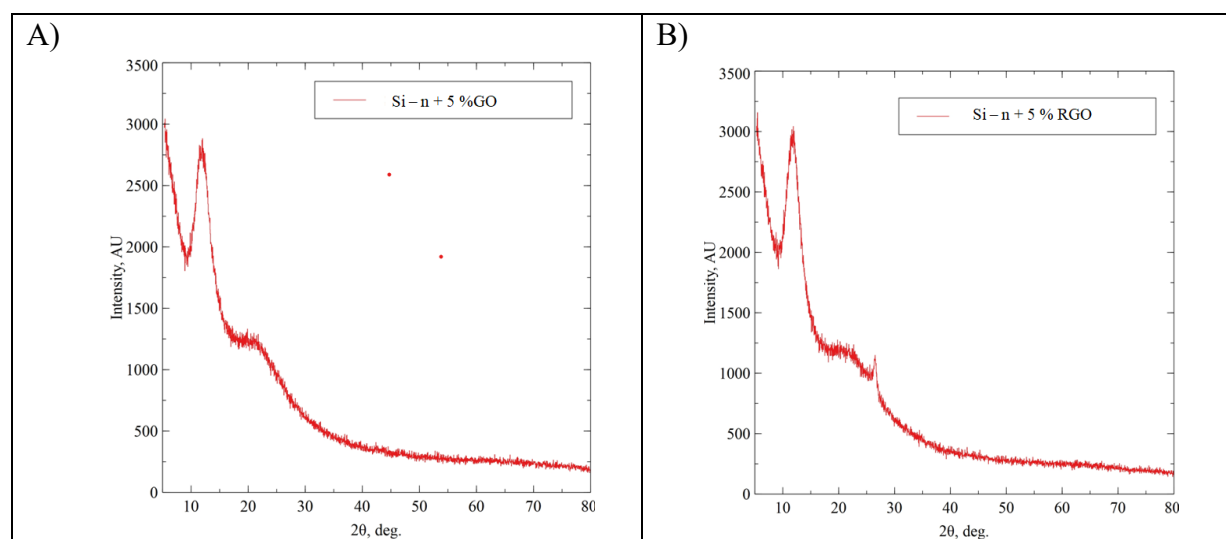 A)
3500
3000
2500
2000
1500
1000
500
0
Intensity, AU
Si – n + 5 %GO
10 20 30 40 50 60 70 80
2θ, deg.
B)
3500
3000
2500
2000
1500
1000
500
0
Intensity, AU
Si – n + 5 % RGO
10 20 30 40 50 60 70 80
2θ, deg.